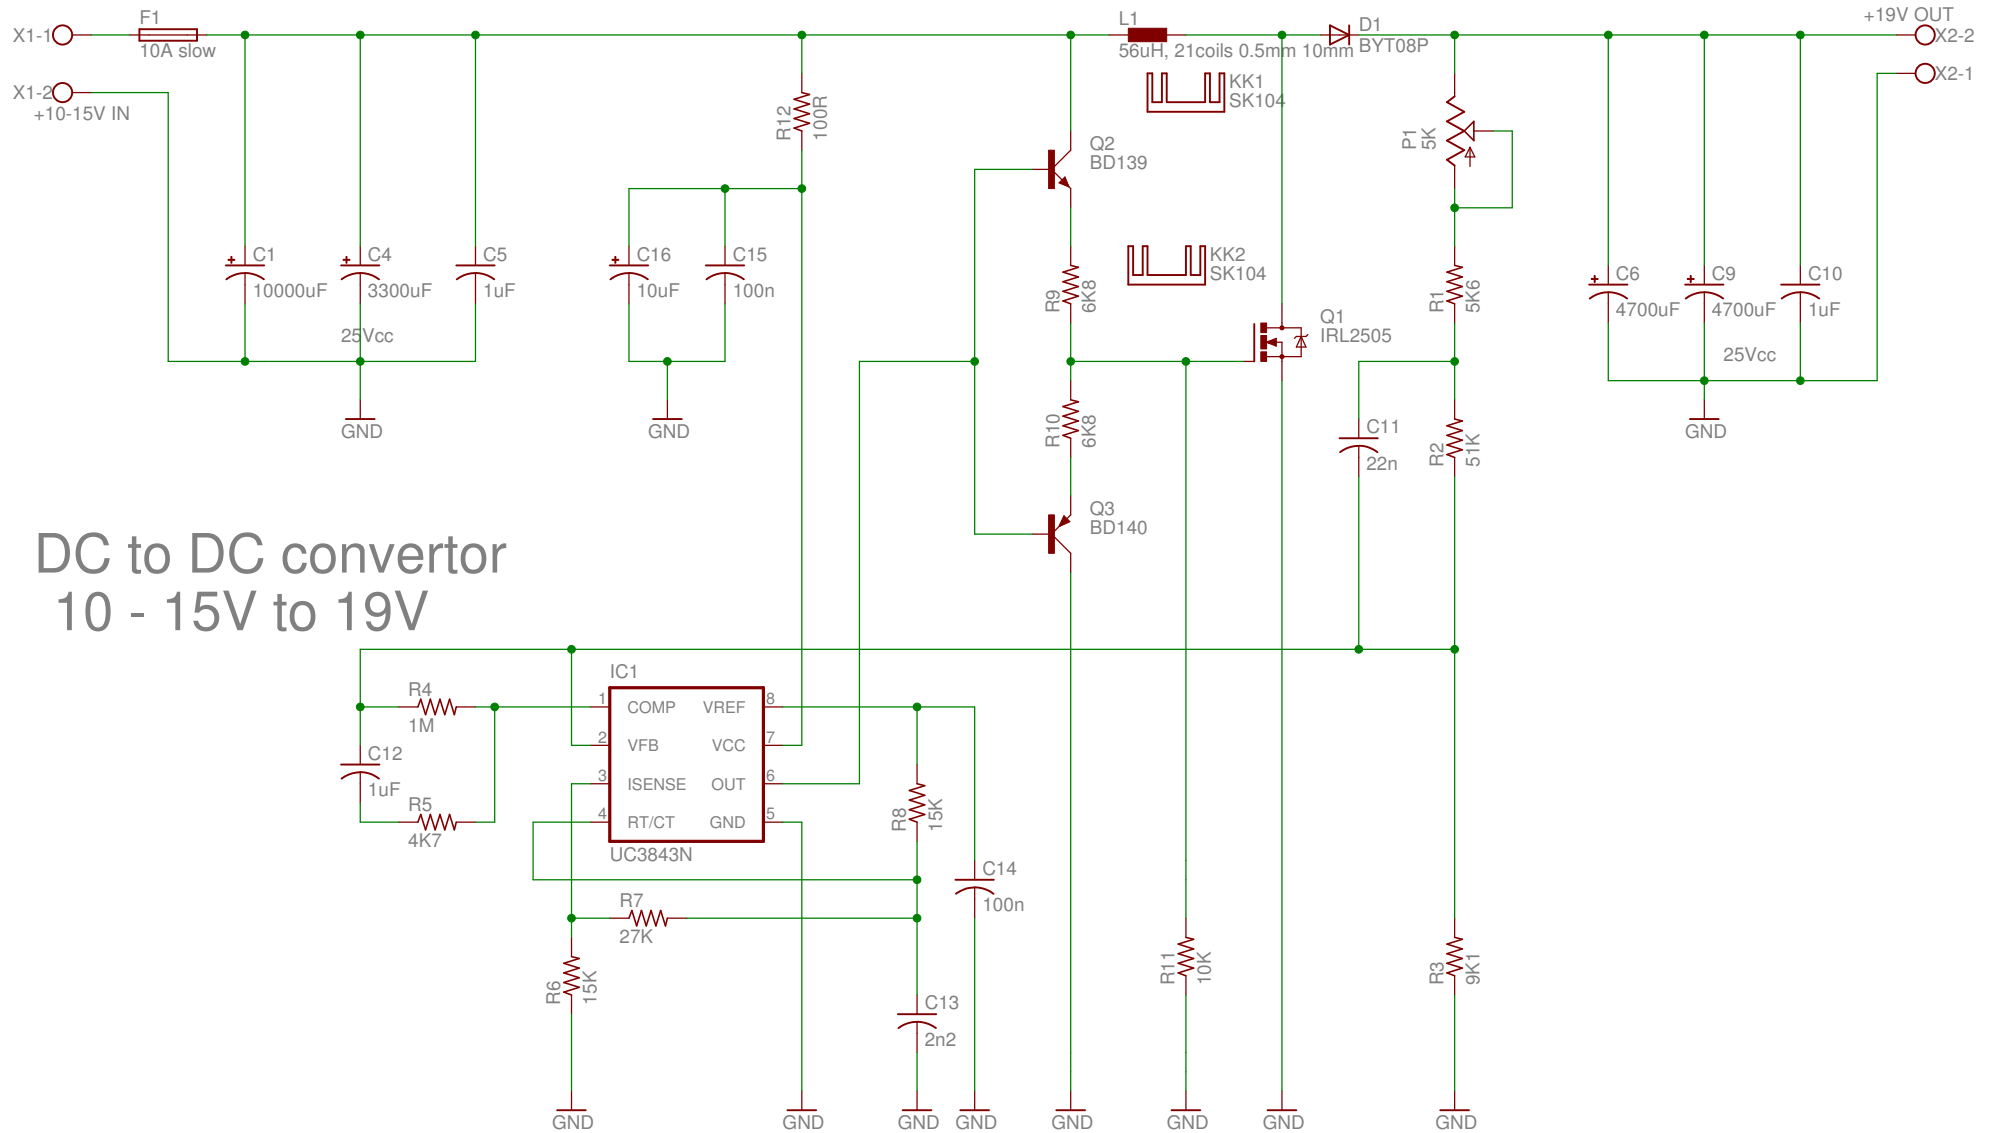 X1-1
F1
10A slow
X1-2
+10-15V IN
L1
56uH, 21coils 0.5mm 10mm
D1
BYT08P
+19V OUT
X2-2
X2-1
KK1
SK104
R12
100R
P1
5K
Q2
BD139
C1
10000uF
C4
3300uF
C5
1uF
25Vcc
C16
10uF
C15
100n
KK2
SK104
R9
6K8
R1
5K6
C6
4700uF
C9
4700uF
C10
1uF
25Vcc
Q1
IRL2505
GND
GND
GND
R10
6K8
C11
22n
R2
51K
Q3
BD140
DC to DC convertor
10 - 15V to 19V
IC1
R4
1M
C12
1uF
R5
4K7
1 COMP VREF 8
2 VFB VCC 7
3 ISENSE OUT 6
4 RT/CT GND 5
UC3843N
R8
15K
C14
100n
R7
27K
R6
15K
C13
2n2
R11
10K
R3
9K1
GND
GND
GND
GND
GND
GND
GND
GND